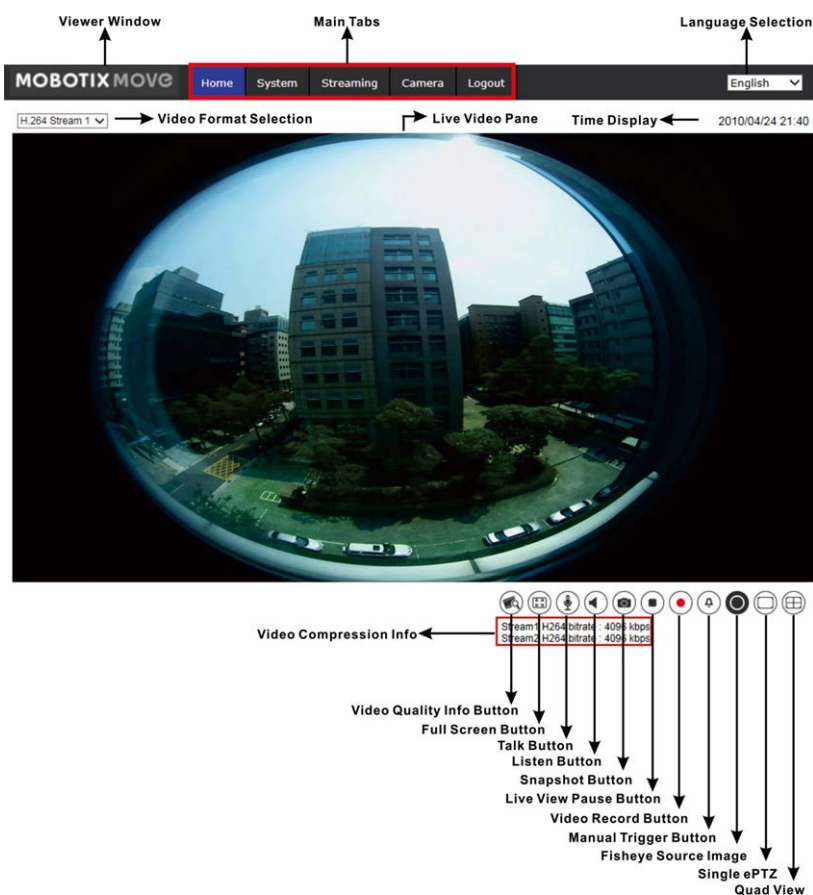 Viewer Window Main Tabs Language Selection
MOBOTIX MOVE Home System Streaming Camera Logout English
H.264 Stream 1 Video Format Selection Live Video Pane Time Display 2010/04/24 21:40
Stream1 H264 bitrate : 4096 kbps
Video Compression Info Stream2 H264 bitrate : 4096 kbps
Video Quality Info Button
Full Screen Button
Talk Button
Listen Button
Snapshot Button
Live View Pause Button
Video Record Button
Manual Trigger Button
Fisheye Source Image
Single ePTZ
Quad View